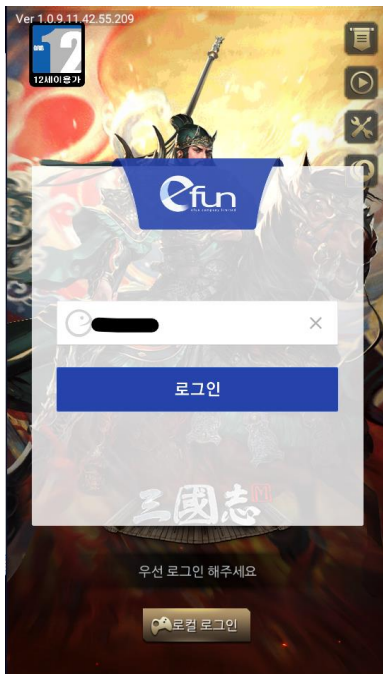 Ver 1.0.9.11.42.55.209
12
12세이용가
efun
로그인
三國志M
우선 로그인 해주세요
로컬 로그인